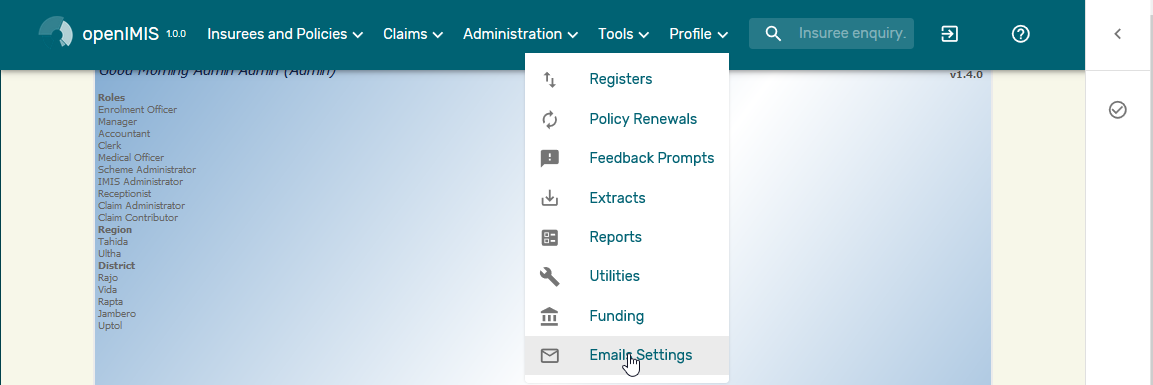 openIMIS 1.0.0 Insurees and Policies Claims Administration Tools Profile Insuree enquiry.
Good Morning Admin Admin (Admin)
v1.4.0
Roles
Enrolment Officer
Manager
Accountant
Clerk
Medical Officer
Scheme Administrator
IMIS Administrator
Receptionist
Claim Administrator
Claim Contributor
Region
Tahida
Ultha
District
Rajo
Vida
Rapta
Jambero
Uptol
Registers
Policy Renewals
Feedback Prompts
Extracts
Reports
Utilities
Funding
Emails Settings